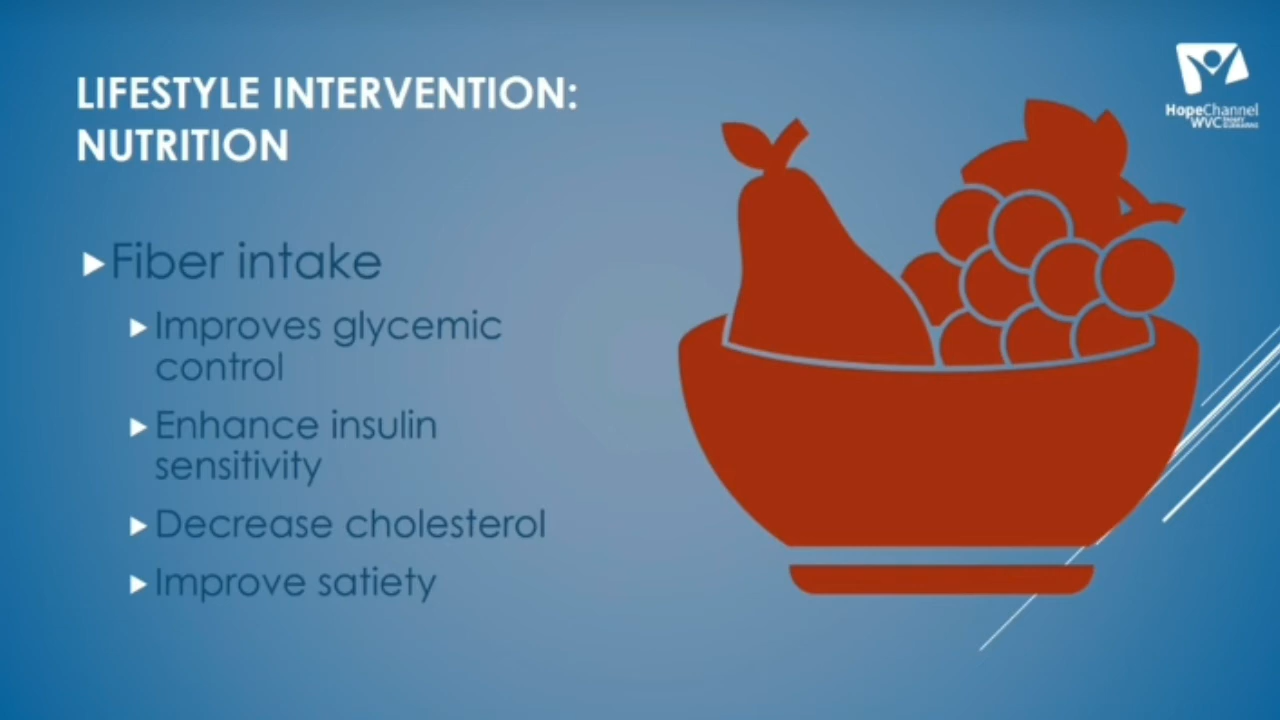 LIFESTYLE INTERVENTION:
NUTRITION
Fiber intake
Improves glycemic
control
Enhance insulin
sensitivity
Decrease cholesterol
Improve satiety
HopeChannel
WVC